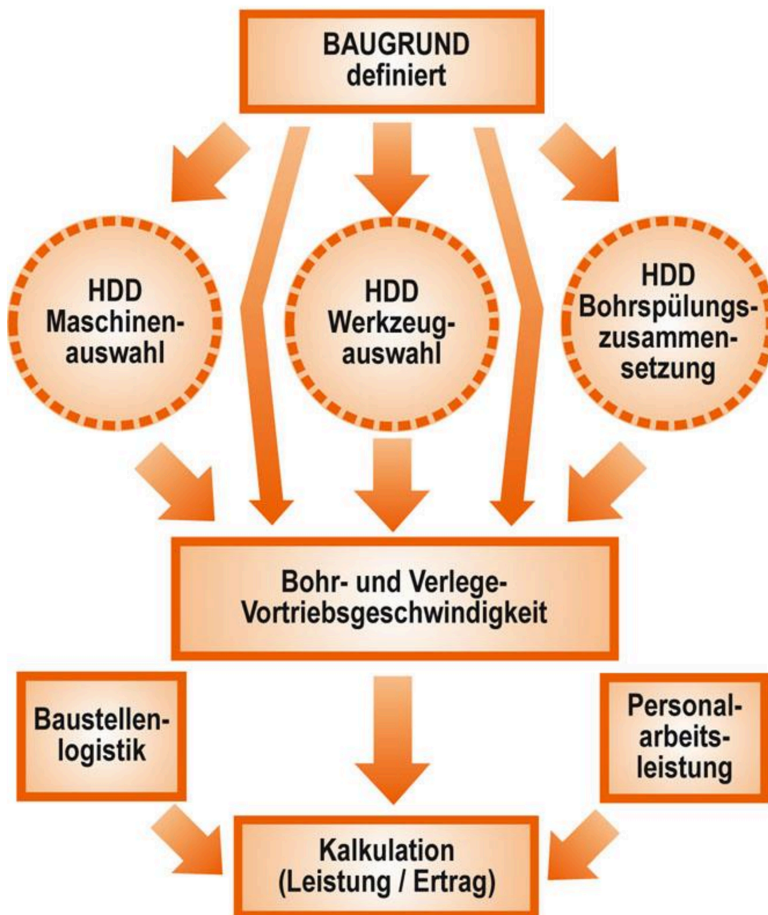 BAUGRUND
definiert
HDD
Maschinen-
auswahl
HDD
Werkzeug-
auswahl
HDD
Bohrspülungs-
zusammen-
setzung
Bohr- und Verlege-
Vortriebsgeschwindigkeit
Baustellen-
logistik
Personal-
arbeits-
leistung
Kalkulation
(Leistung / Ertrag)